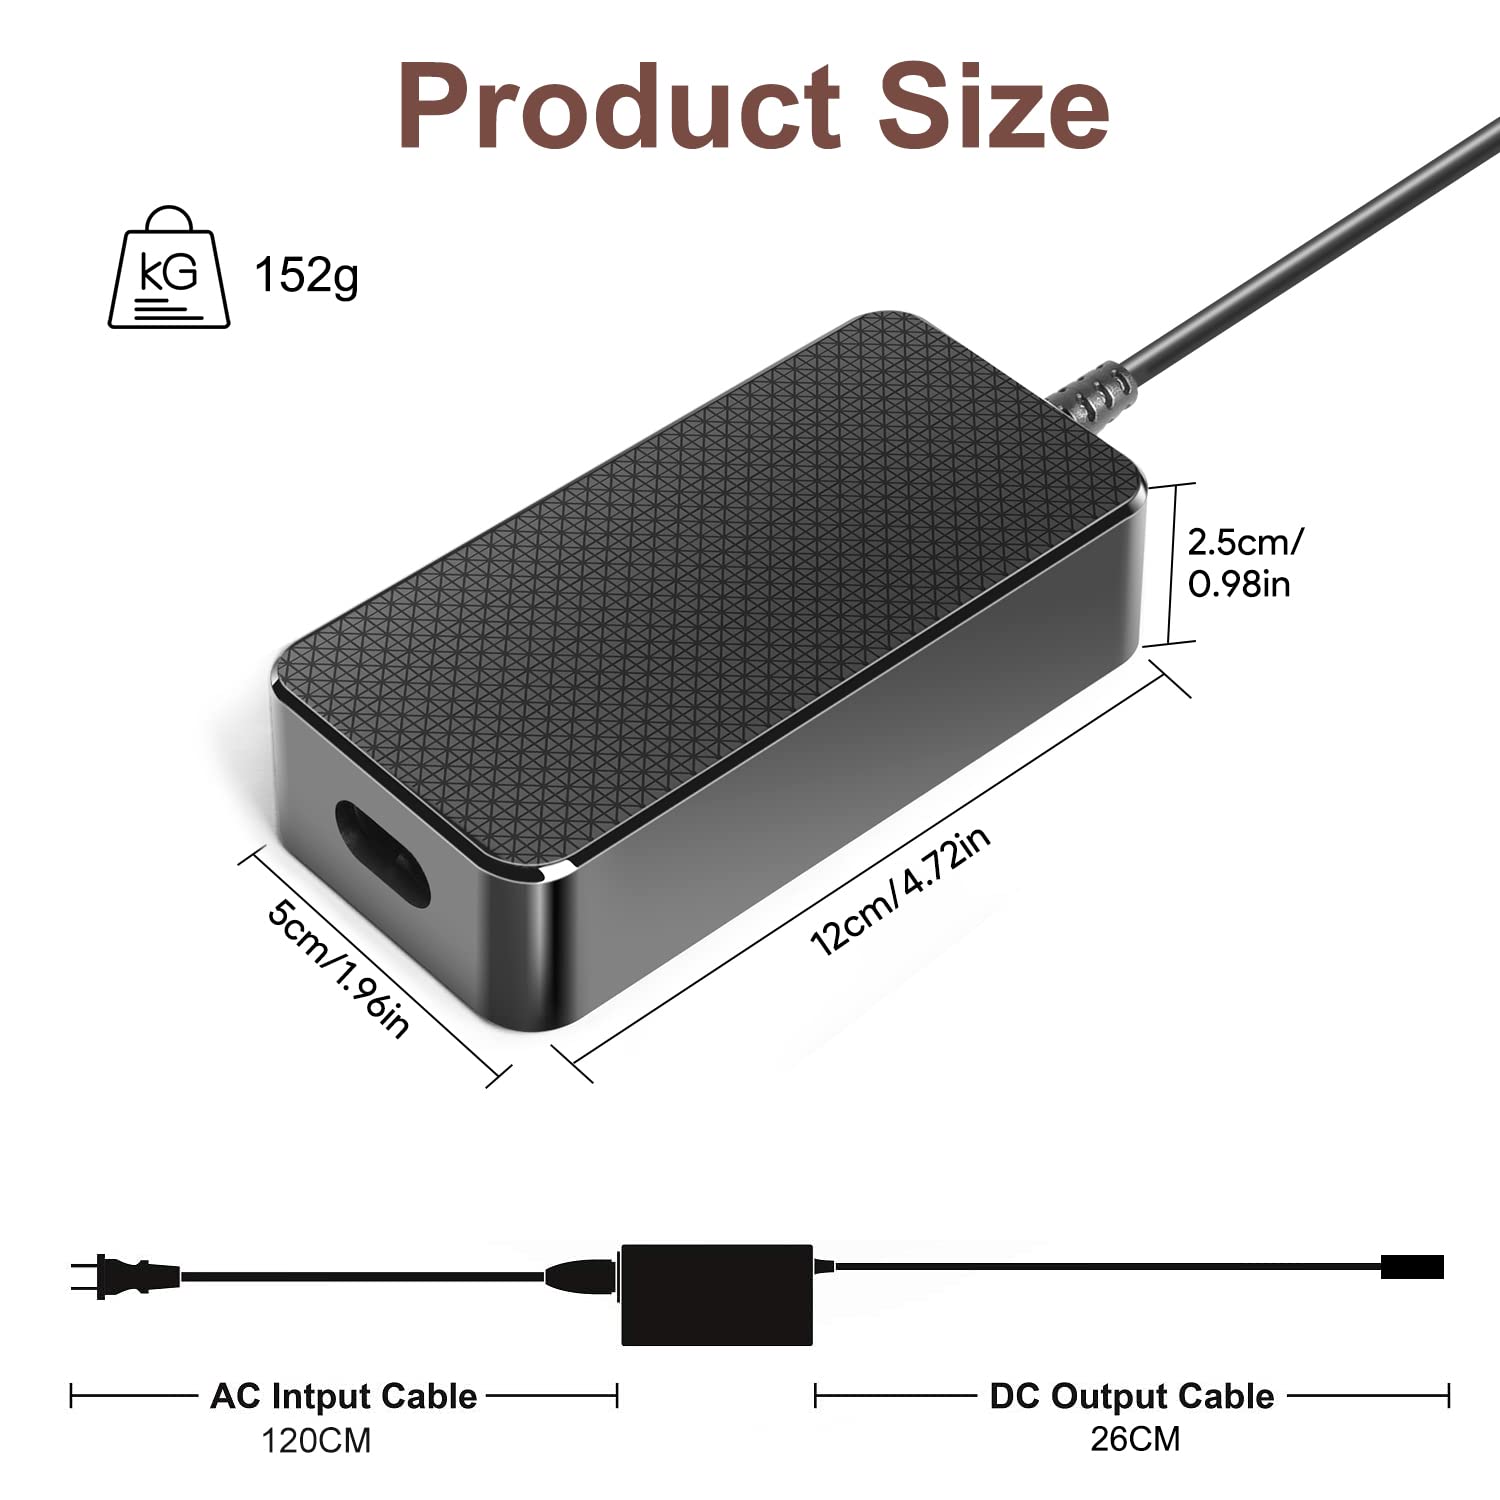 Product Size
KG
152g
2.5cm/
0.98in
12cm/4.72in
5cm/1.96in
AC Intput Cable
120CM
DC Output Cable
26CM